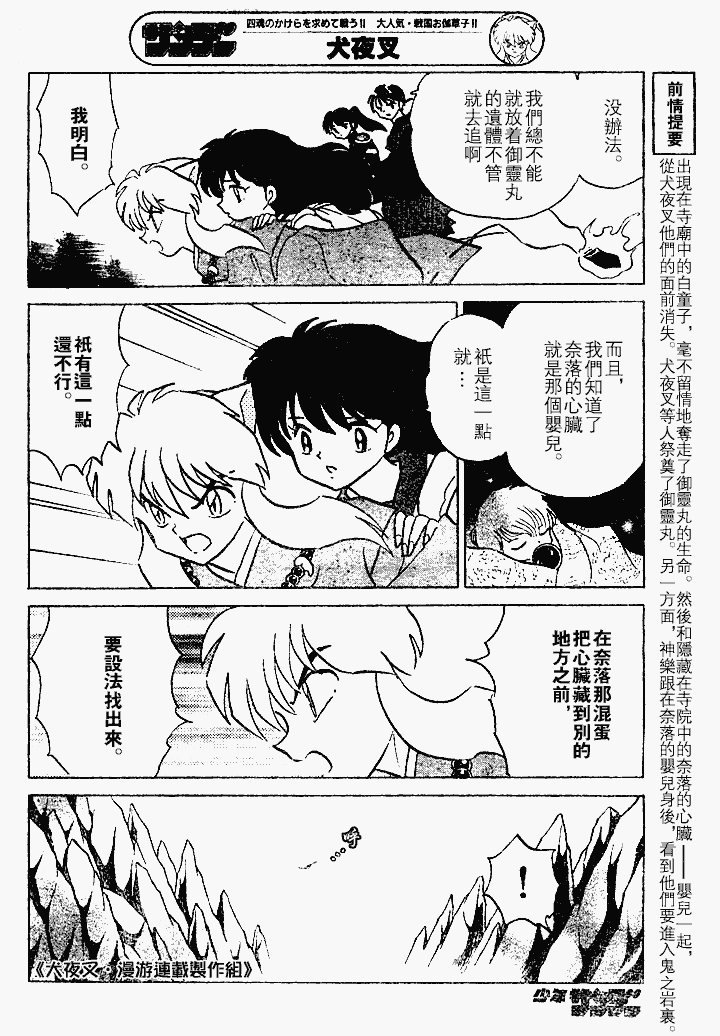 四魂のかけらを求めて戦う!!　大人気・戦国お伽草子!!
犬夜叉
前情提要
出現在寺廟中的白童子，毫不留情地奪走了御靈丸的生命。然後和隱藏在寺院中的奈落的心臟——嬰兒一起，
從犬夜叉他們的面前消失。犬夜叉等人祭奠了御靈丸。另一方面，神樂跟在奈落的嬰兒身後，看到他們要進入鬼之岩裏。
没辦法。
我們總不能
就放着御靈丸
的遺體不管
就去追啊
我明白。
而且，
我們知道了
奈落的心臟
就是那個嬰兒。
衹是這一點
就…
衹有這一點
還不行。
在奈落那混蛋
把心臟藏到別的
地方之前，
要設法找出來。
呼…
！
《犬夜叉・漫游連載製作組》
少年